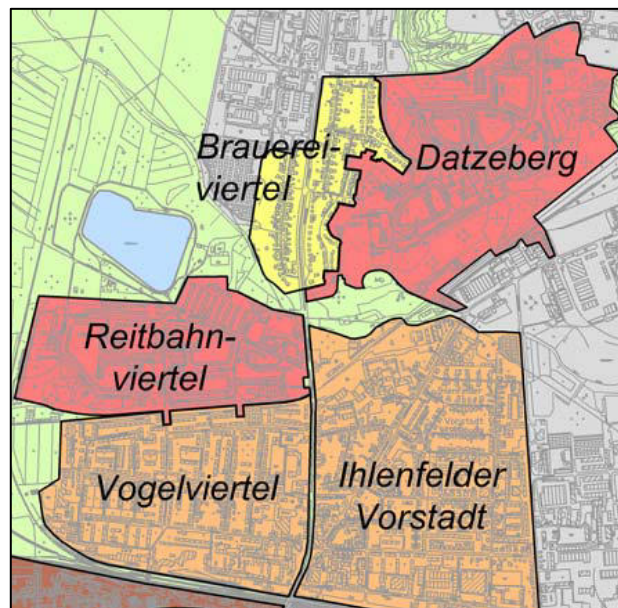 Brauerei-
viertel
Datzeberg
Reitbahn-
viertel
Vogelviertel
Ihlenfelder
Vorstadt